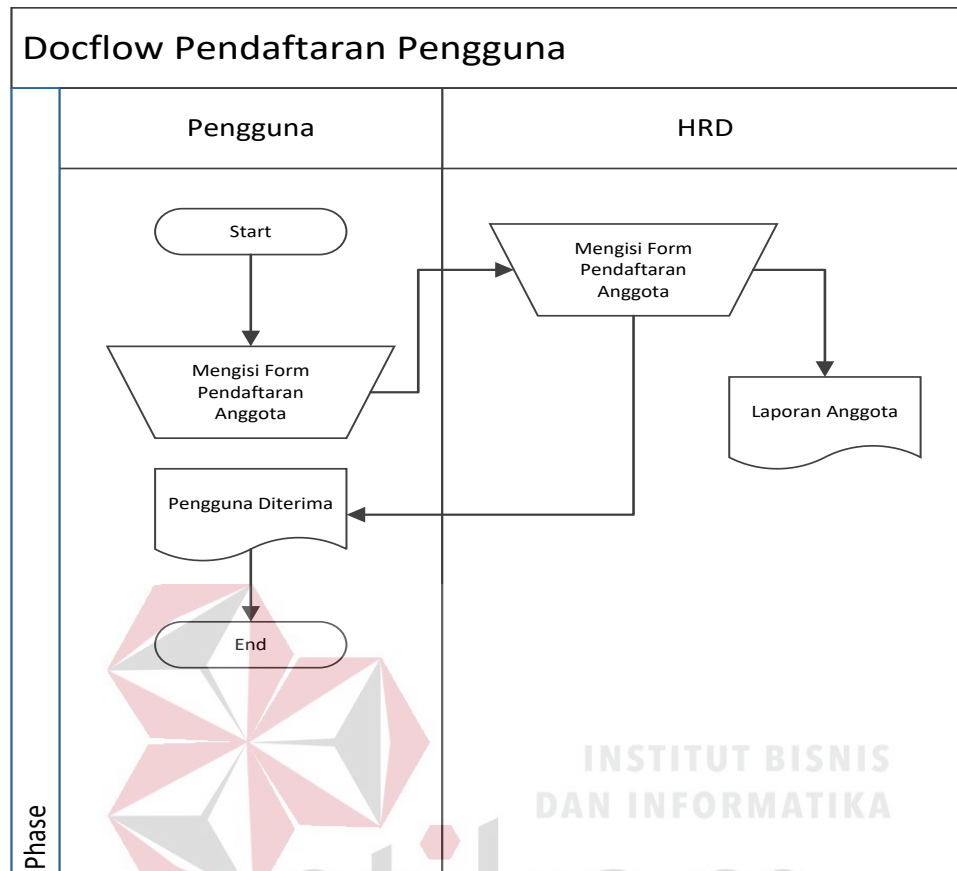 Docflow Pendaftaran Pengguna
Pengguna
HRD
Start
Mengisi Form
Pendaftaran
Anggota
Mengisi Form
Pendaftaran
Anggota
Laporan Anggota
Pengguna Diterima
End
INSTITUT BISNIS
DAN INFORMATIKA
Phase